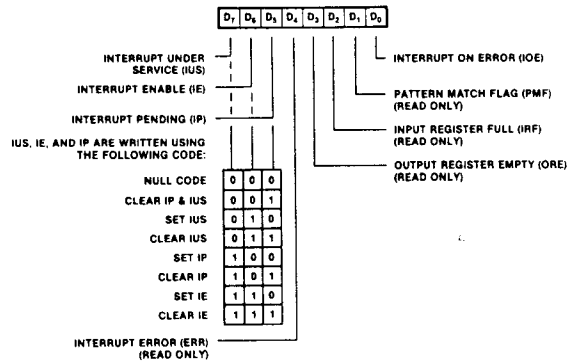 D7 D6 D5 D4 D3 D2 D1 D0
INTERRUPT UNDER
SERVICE (IUS)
INTERRUPT ENABLE (IE)
INTERRUPT PENDING (IP)
IUS, IE, AND IP ARE WRITTEN USING
THE FOLLOWING CODE:
NULL CODE 0 0 0
CLEAR IP & IUS 0 0 1
SET IUS 0 1 0
CLEAR IUS 0 1 1
SET IP 1 0 0
CLEAR IP 1 0 1
SET IE 1 1 0
CLEAR IE 1 1 1
INTERRUPT ERROR (ERR)
(READ ONLY)
INTERRUPT ON ERROR (IOE)
PATTERN MATCH FLAG (PMF)
(READ ONLY)
INPUT REGISTER FULL (IRF)
(READ ONLY)
OUTPUT REGISTER EMPTY (ORE)
(READ ONLY)